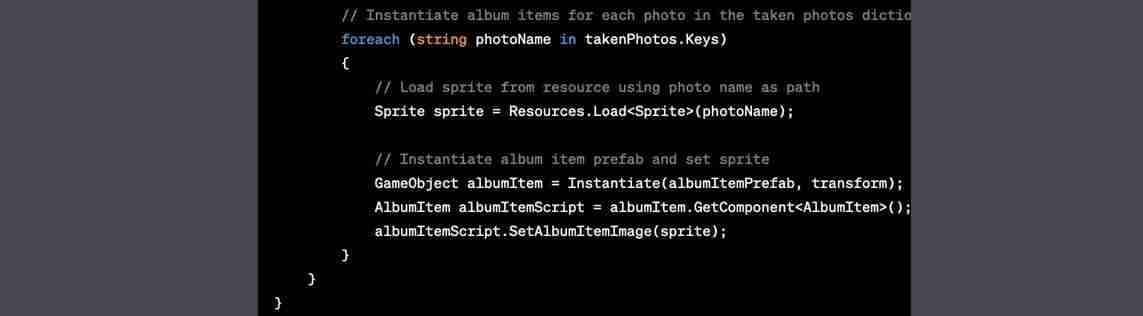 // Instantiate album items for each photo in the taken photos
foreach (string photoName in takenPhotos.Keys)
{
// Load sprite from resource using photo name as path
Sprite sprite = Resources.Load<Sprite>(photoName);
// Instantiate album item prefab and set sprite
GameObject albumItem = Instantiate(albumItemPrefab, transform);
AlbumItem albumItemScript = albumItem.GetComponent<AlbumItem>();
albumItemScript.SetAlbumItemImage(sprite);
}
}
}